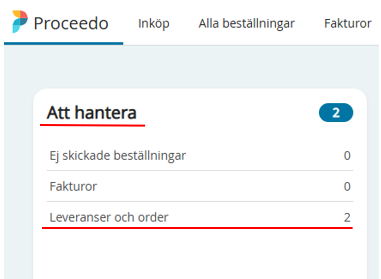 Proceedo Inköp Alla beställningar Fakturor
Att hantera 2
Ej skickade beställningar 0
Fakturor 0
Leveranser och order 2